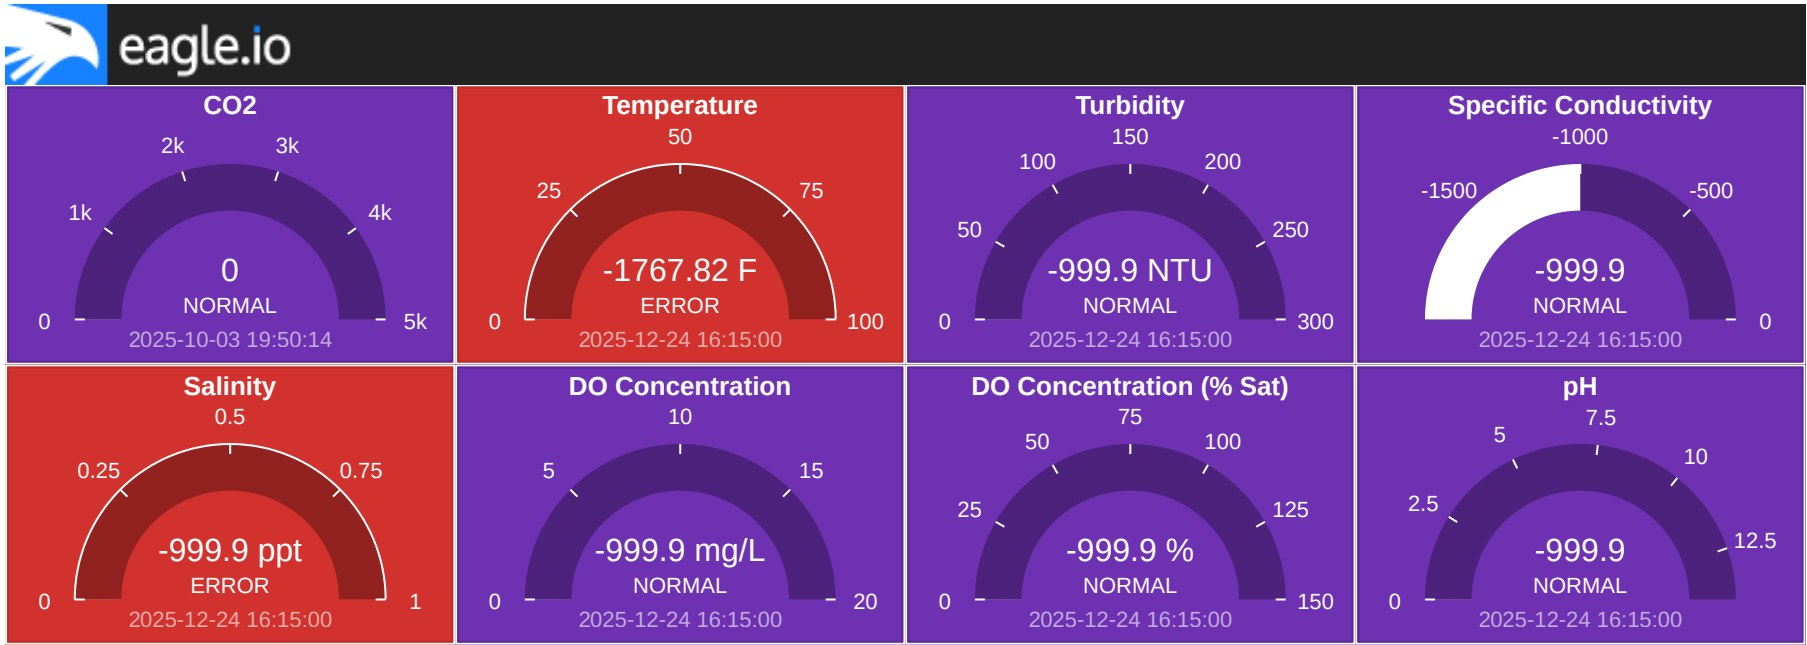 eagle.io
CO2
2k
3k
1k
4k
0
NORMAL
0
5k
2025-10-03 19:50:14
Temperature
50
25
75
-1767.82 F
ERROR
0
100
2025-12-24 16:15:00
Turbidity
150
100
200
50
250
-999.9 NTU
NORMAL
0
300
2025-12-24 16:15:00
Specific Conductivity
-1000
-1500
-500
-999.9
NORMAL
0
2025-12-24 16:15:00
Salinity
0.5
0.25
0.75
-999.9 ppt
ERROR
0
1
2025-12-24 16:15:00
DO Concentration
10
5
15
-999.9 mg/L
NORMAL
0
20
2025-12-24 16:15:00
DO Concentration (% Sat)
75
50
100
25
125
-999.9 %
NORMAL
0
150
2025-12-24 16:15:00
pH
7.5
5
10
2.5
12.5
-999.9
NORMAL
0
2025-12-24 16:15:00